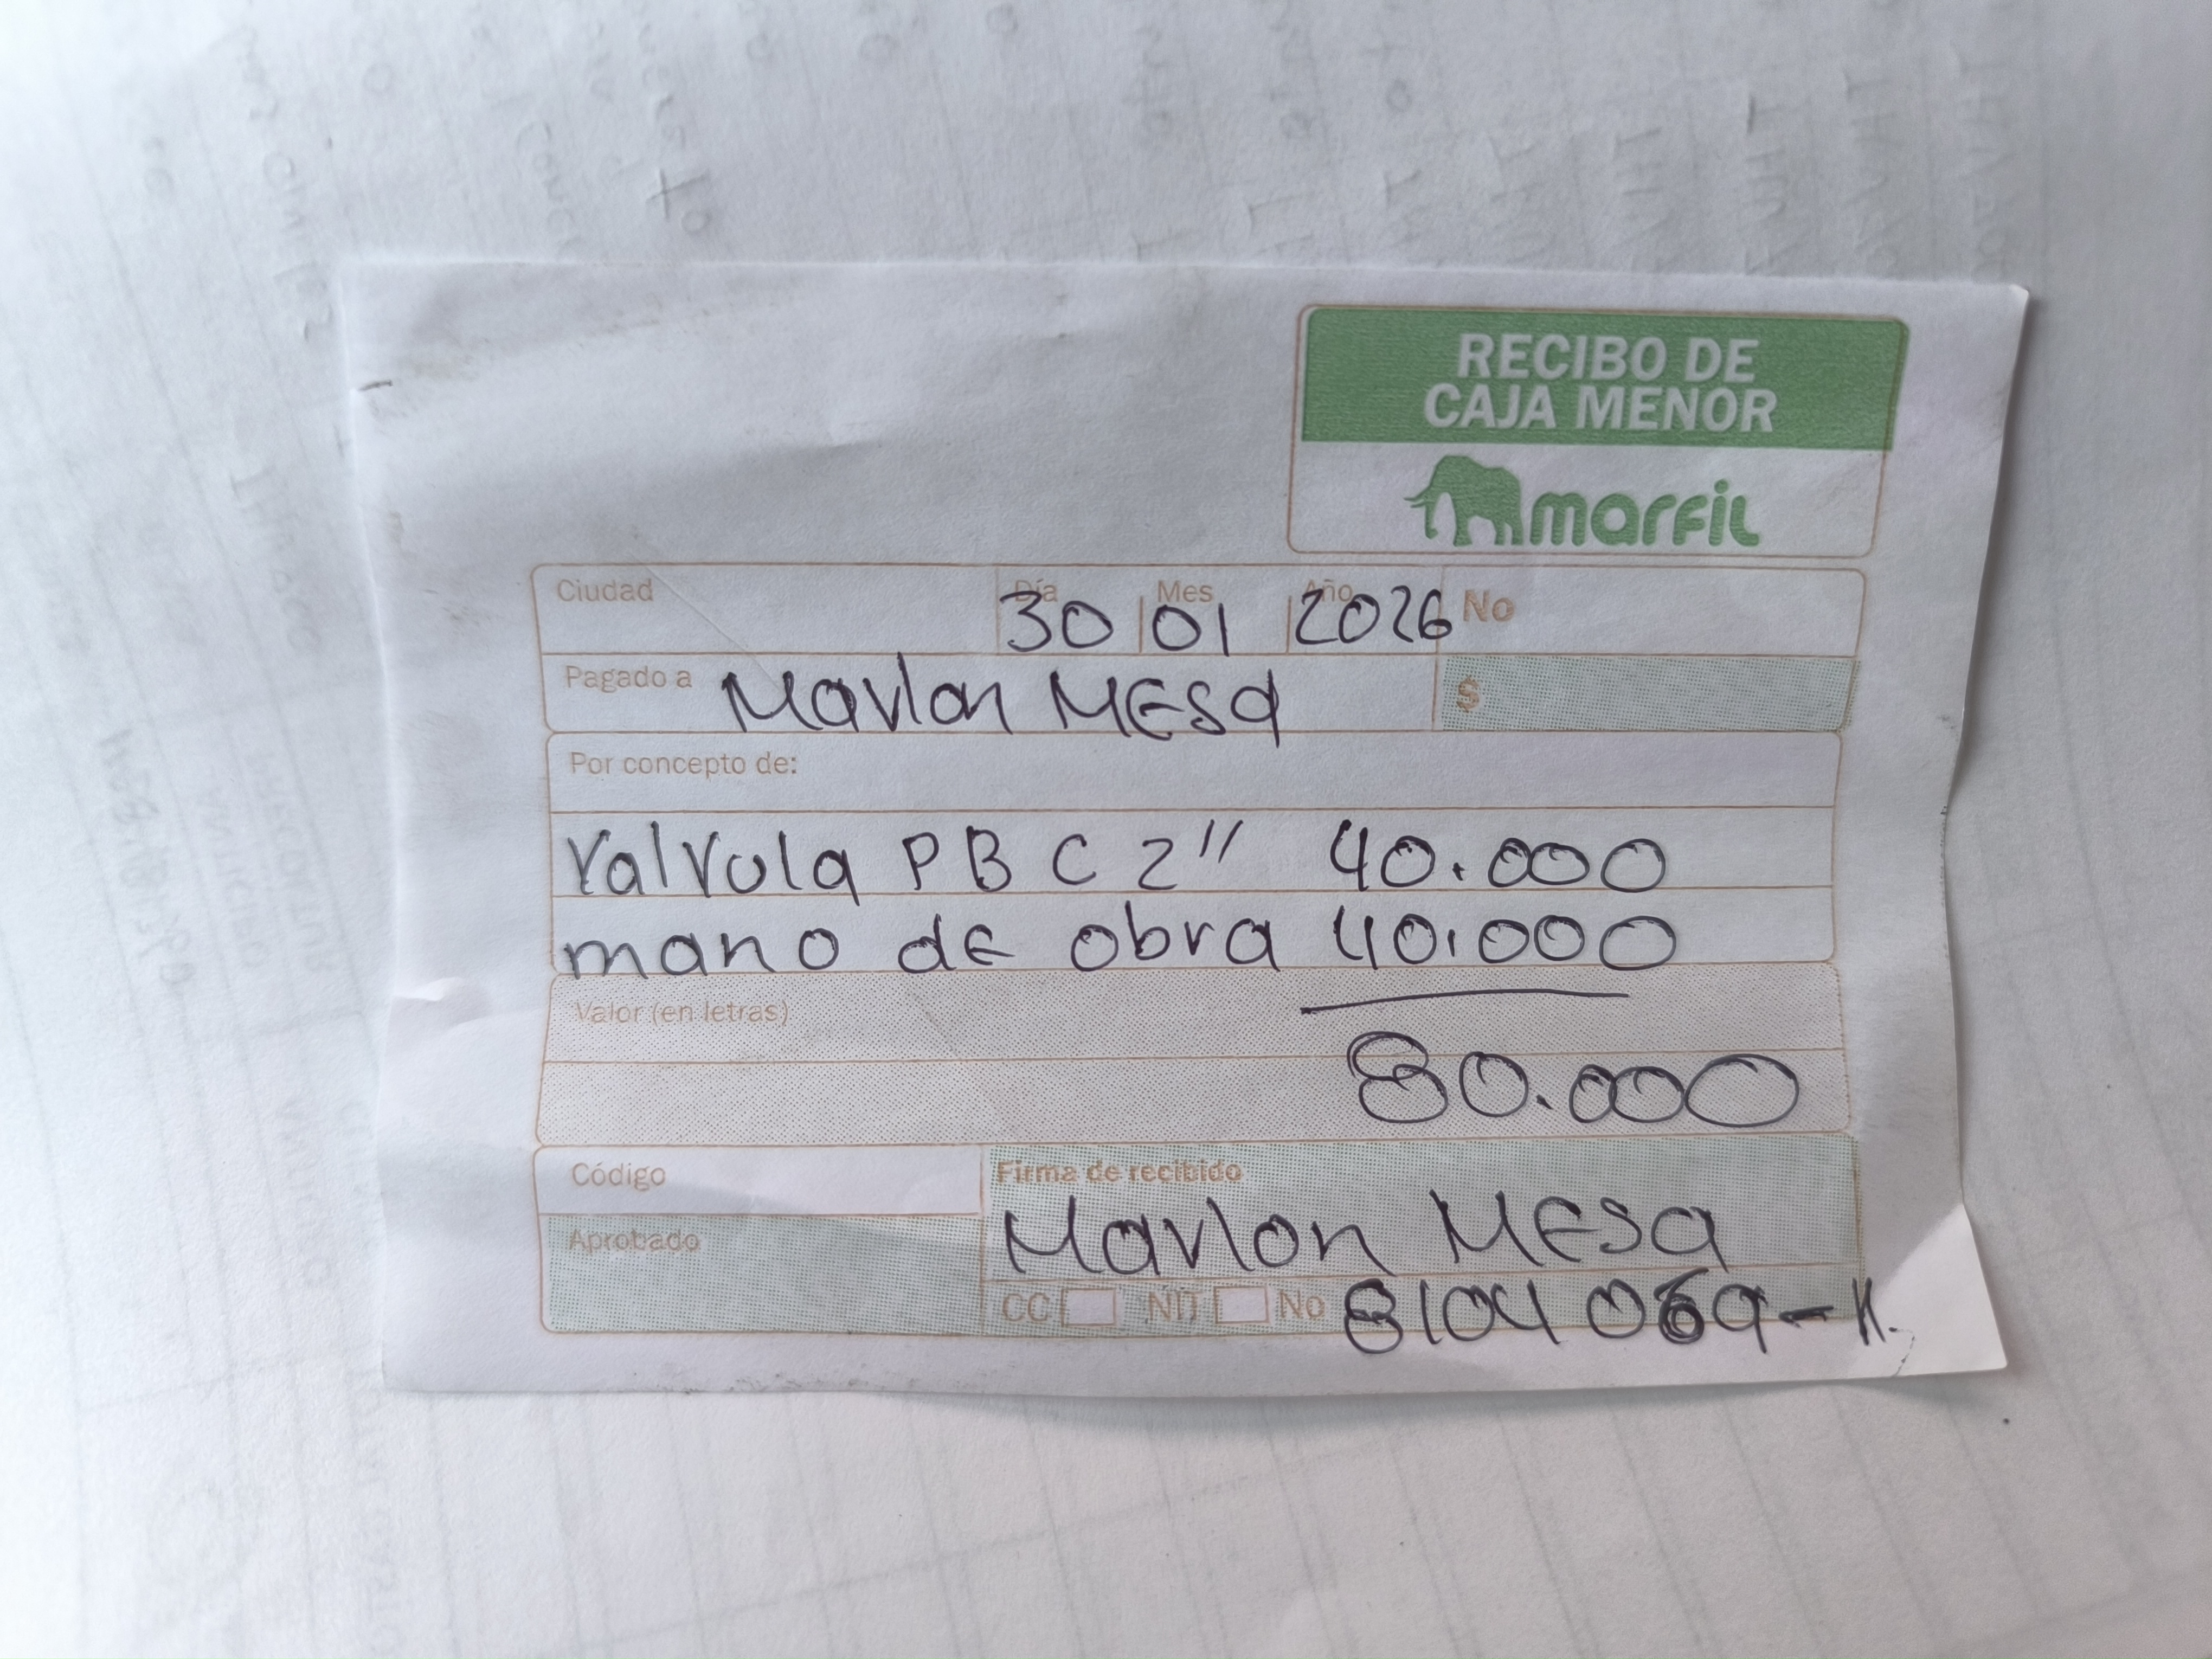 RECIBO DE
CAJA MENOR
marfil
Ciudad Día Mes Año No
30 01 2026
Pagado a Marlon MESa $
Por concepto de:
Valvula PBC 2" 40.000
mano de obra 40.000
Valor (en letras)
80.000
Código Firma de recibido
Marlon MESa
Aprobado
CC NIT No 8104069-M.